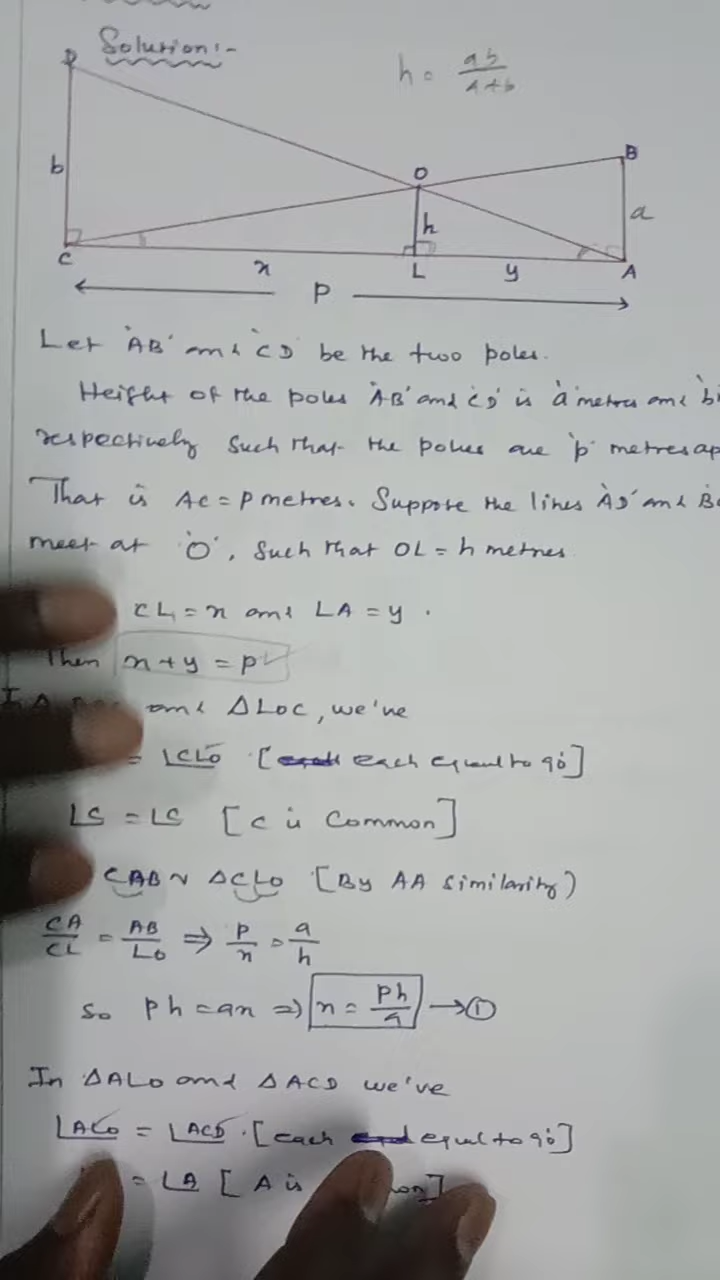 Solution:-
h = ab/a+b
D
B
b
O
a
h
C
x
L
y
A
P
Let 'AB' and 'CD' be the two poles.
Height of the poles 'AB' and 'CD' is 'a' metres and 'b'
respectively such that the poles are 'p' metres
That is AC = p metres. Suppose the lines 'AD' and
meet at 'O', such that OL = h metres.
CL = x and LA = y.
Then x + y = p
and ΔLOC, we've
= ∠CLO [each equal to 90°]
∠C = ∠C [C is common]
CAB ~ ΔCLO [By AA similarity)
CA/CL = AB/LO ⇒ P/x = a/h
So ph = ax ⇒ x = ph/a → ①
In ΔALO and ΔACD we've
∠ALO = ∠ACD [each equal to 90°]
= ∠A [A is